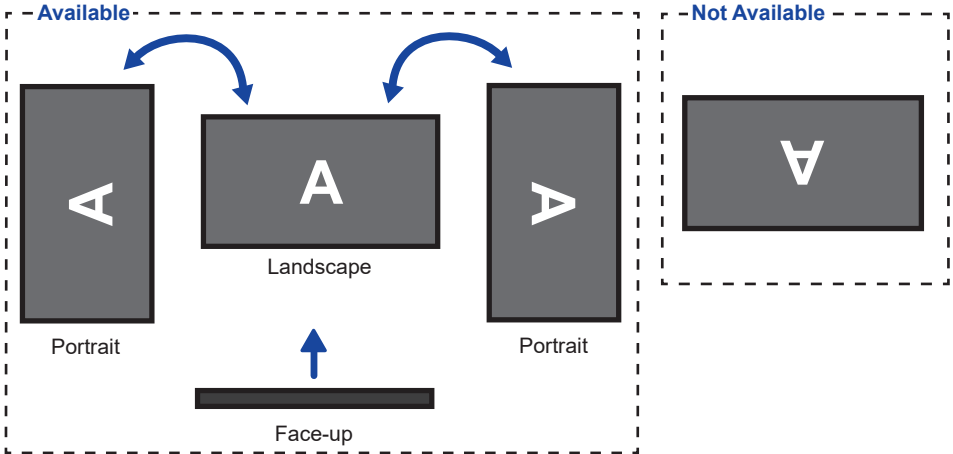 Available
Not Available
A
A
A
A
Landscape
Portrait
Portrait
Face-up